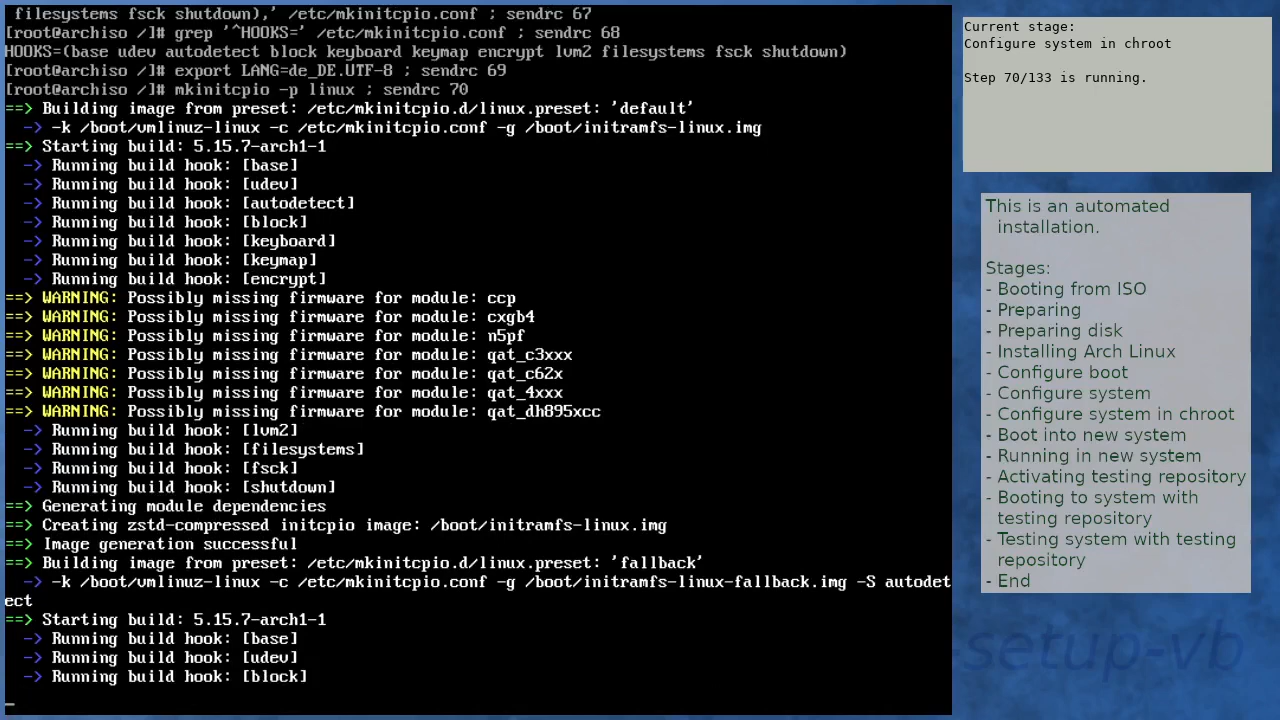 filesystems fsck shutdown),' /etc/mkinitcpio.conf ; sendrc 67
[root@archiso /]# grep '^HOOKS=' /etc/mkinitcpio.conf ; sendrc 68
HOOKS=(base udev autodetect block keyboard keymap encrypt lvm2 filesystems fsck shutdown)
[root@archiso /]# export LANG=de_DE.UTF-8 ; sendrc 69
[root@archiso /]# mkinitcpio -p linux ; sendrc 70
==> Building image from preset: /etc/mkinitcpio.d/linux.preset: 'default'
  -> -k /boot/vmlinuz-linux -c /etc/mkinitcpio.conf -g /boot/initramfs-linux.img
==> Starting build: 5.15.7-arch1-1
  -> Running build hook: [base]
  -> Running build hook: [udev]
  -> Running build hook: [autodetect]
  -> Running build hook: [block]
  -> Running build hook: [keyboard]
  -> Running build hook: [keymap]
  -> Running build hook: [encrypt]
==> WARNING: Possibly missing firmware for module: ccp
==> WARNING: Possibly missing firmware for module: cxgb4
==> WARNING: Possibly missing firmware for module: n5pf
==> WARNING: Possibly missing firmware for module: qat_c3xxx
==> WARNING: Possibly missing firmware for module: qat_c62x
==> WARNING: Possibly missing firmware for module: qat_4xxx
==> WARNING: Possibly missing firmware for module: qat_dh895xcc
  -> Running build hook: [lvm2]
  -> Running build hook: [filesystems]
  -> Running build hook: [fsck]
  -> Running build hook: [shutdown]
==> Generating module dependencies
==> Creating zstd-compressed initcpio image: /boot/initramfs-linux.img
==> Image generation successful
==> Building image from preset: /etc/mkinitcpio.d/linux.preset: 'fallback'
  -> -k /boot/vmlinuz-linux -c /etc/mkinitcpio.conf -g /boot/initramfs-linux-fallback.img -S autodet
ect
==> Starting build: 5.15.7-arch1-1
  -> Running build hook: [base]
  -> Running build hook: [udev]
  -> Running build hook: [block]
Current stage:
Configure system in chroot
Step 70/133 is running.
This is an automated
installation.
Stages:
- Booting from ISO
- Preparing
- Preparing disk
- Installing Arch Linux
- Configure boot
- Configure system
- Configure system in chroot
- Boot into new system
- Running in new system
- Activating testing repository
- Booting to system with
testing repository
- Testing system with testing
repository
- End
-setup-vb